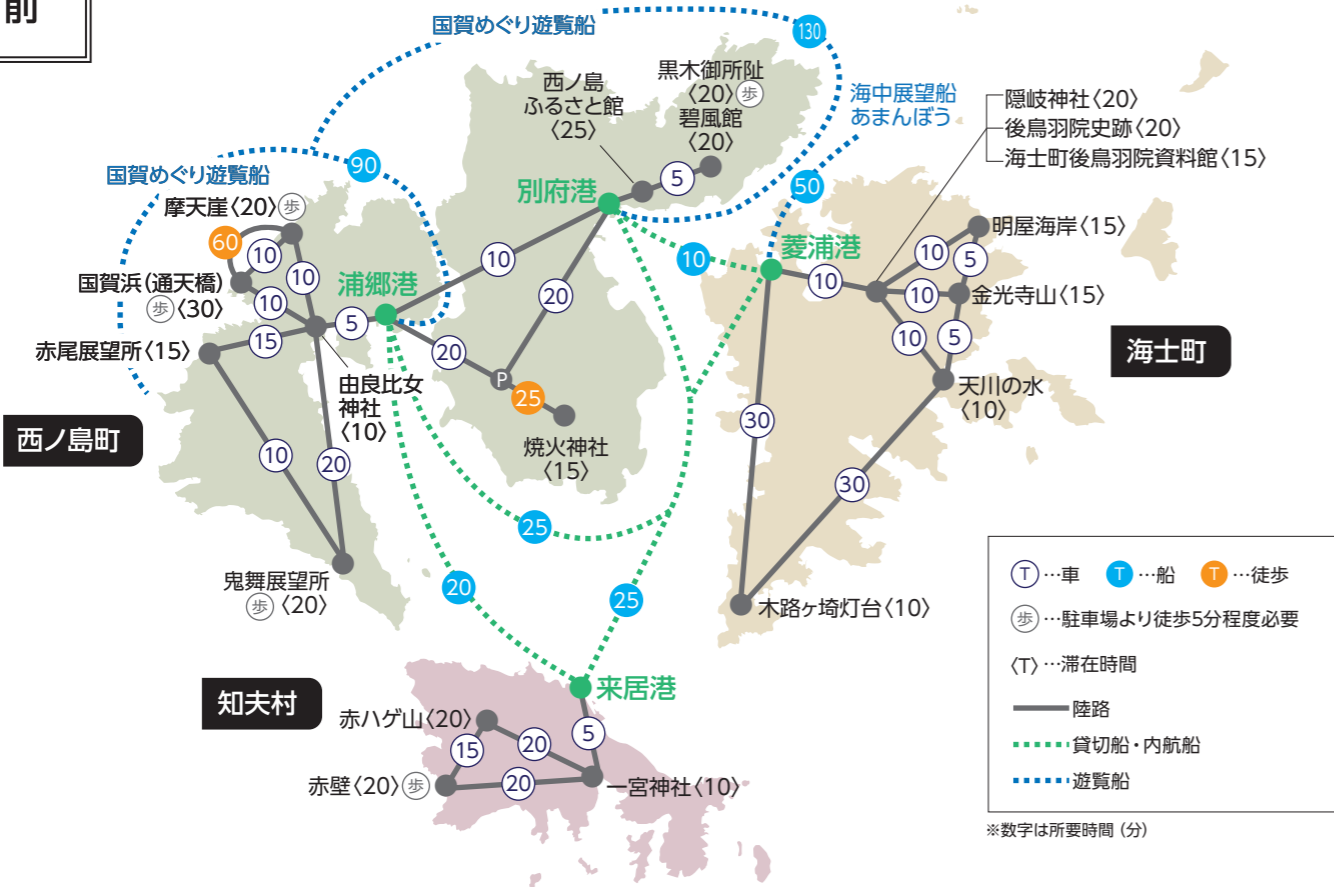 前
国賀めぐり遊覧船
130
西ノ島
ふるさと館
〈25〉
黒木御所阯
〈20〉歩
碧風館
〈20〉
5
海中展望船
あまんぼう
50
隠岐神社〈20〉
後鳥羽院史跡〈20〉
海士町後鳥羽院資料館〈15〉
国賀めぐり遊覧船
90
摩天崖〈20〉歩
60
10
10
国賀浜(通天橋)
歩〈30〉
10
浦郷港
5
別府港
10
20
10
菱浦港
10
明屋海岸〈15〉
10
5
10
金光寺山〈15〉
10
5
天川の水
〈10〉
海士町
赤尾展望所〈15〉
15
由良比女
神社
〈10〉
20
P
25
焼火神社
〈15〉
西ノ島町
10
20
30
30
鬼舞展望所
歩〈20〉
25
20
25
木路ヶ埼灯台〈10〉
T…車
T…船
T…徒歩
歩…駐車場より徒歩5分程度必要
〈T〉…滞在時間
陸路
貸切船・内航船
遊覧船
※数字は所要時間(分)
知夫村
来居港
赤ハゲ山〈20〉
5
15
20
赤壁〈20〉歩
20
一宮神社〈10〉